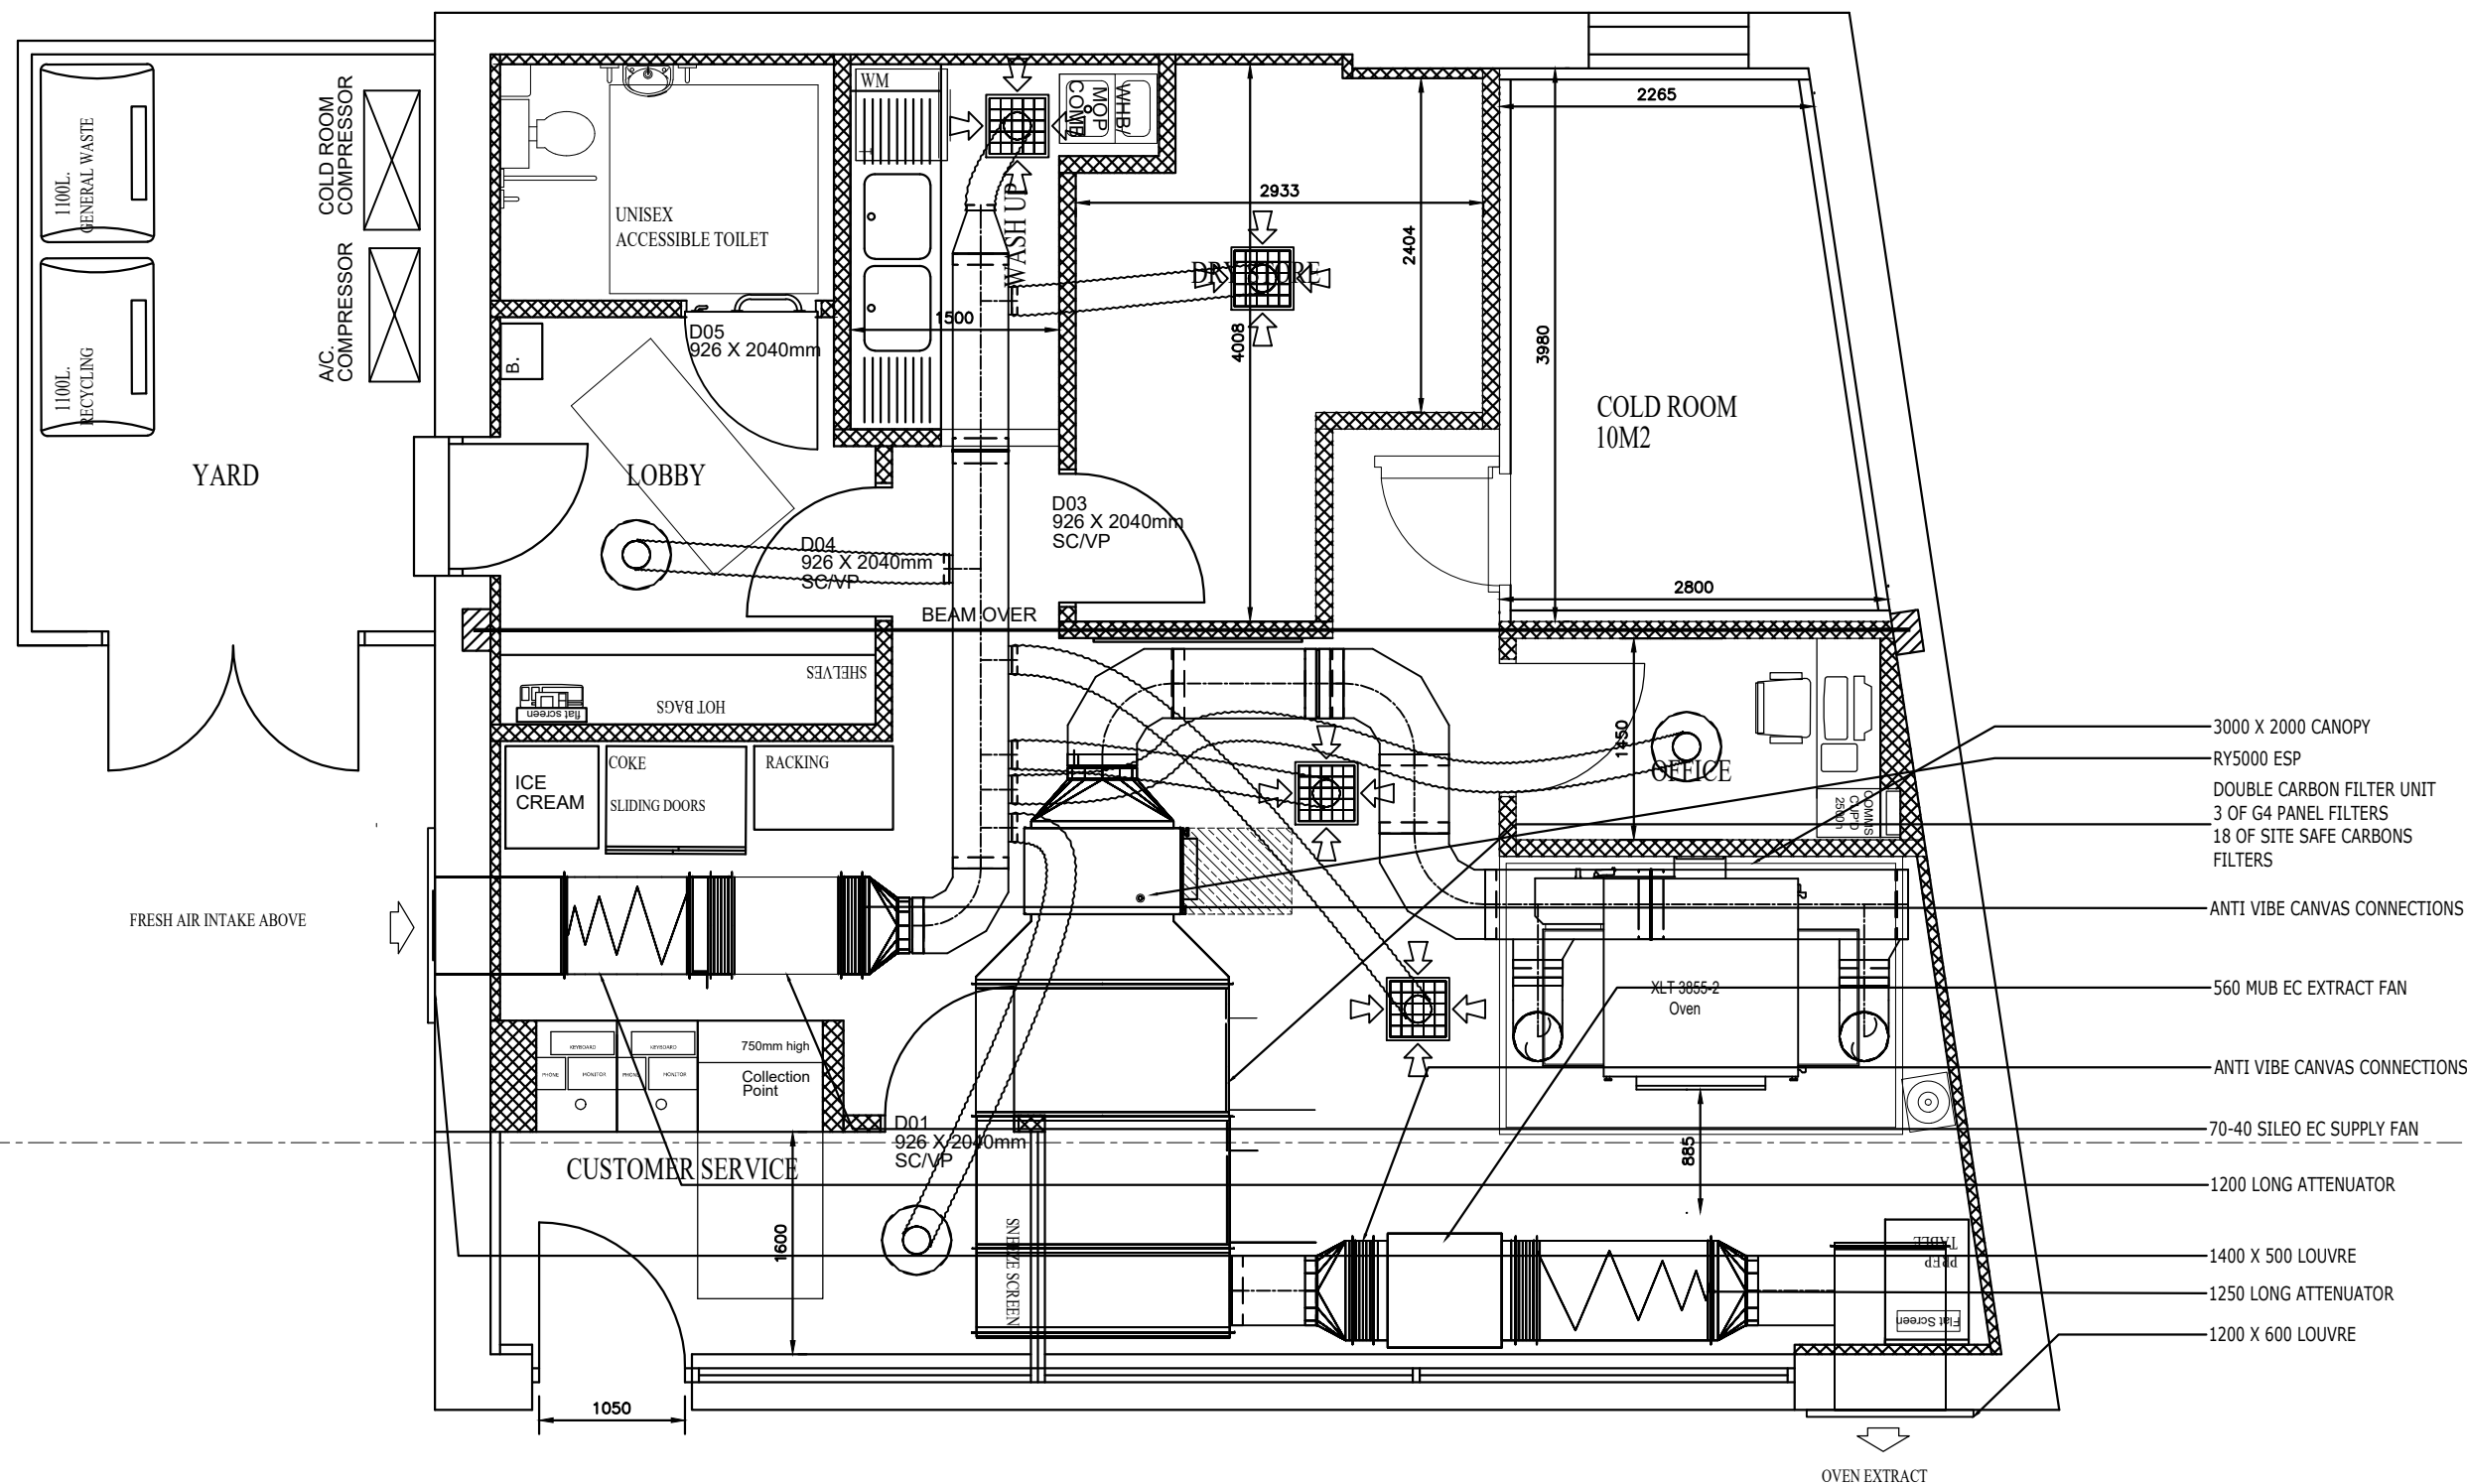 COLD ROOM
COMPRESSOR
1100L.
GENERAL WASTE
A/C.
COMPRESSOR
1100L.
RECYCLING
YARD
WM
WHB/
MOP
COMB
UNISEX
ACCESSIBLE TOILET
WASH UP
2933
2404
4008
DRY STORE
1500
2265
3980
COLD ROOM
10M2
2800
D05
926 X 2040mm
B.
LOBBY
D03
926 X 2040mm
SC/VP
D04
926 X 2040mm
SC/VP
BEAM OVER
SHELVES
HOT BAGS
flat screen
ICE
CREAM
COKE
SLIDING DOORS
RACKING
1450
OFFICE
COMMS
CUP'D
FRESH AIR INTAKE ABOVE
XLT 3855-2
Oven
KEYBOARD
KEYBOARD
PHONE
MONITOR
PHONE
MONITOR
750mm high
Collection
Point
D01
926 X 2040mm
SC/VP
CUSTOMER SERVICE
1600
SNEEZE SCREEN
885
PREP
TABLE
Flat Screen
1050
OVEN EXTRACT
3000 X 2000 CANOPY
RY5000 ESP
DOUBLE CARBON FILTER UNIT
3 OF G4 PANEL FILTERS
18 OF SITE SAFE CARBONS
FILTERS
ANTI VIBE CANVAS CONNECTIONS
560 MUB EC EXTRACT FAN
ANTI VIBE CANVAS CONNECTIONS
70-40 SILEO EC SUPPLY FAN
1200 LONG ATTENUATOR
1400 X 500 LOUVRE
1250 LONG ATTENUATOR
1200 X 600 LOUVRE